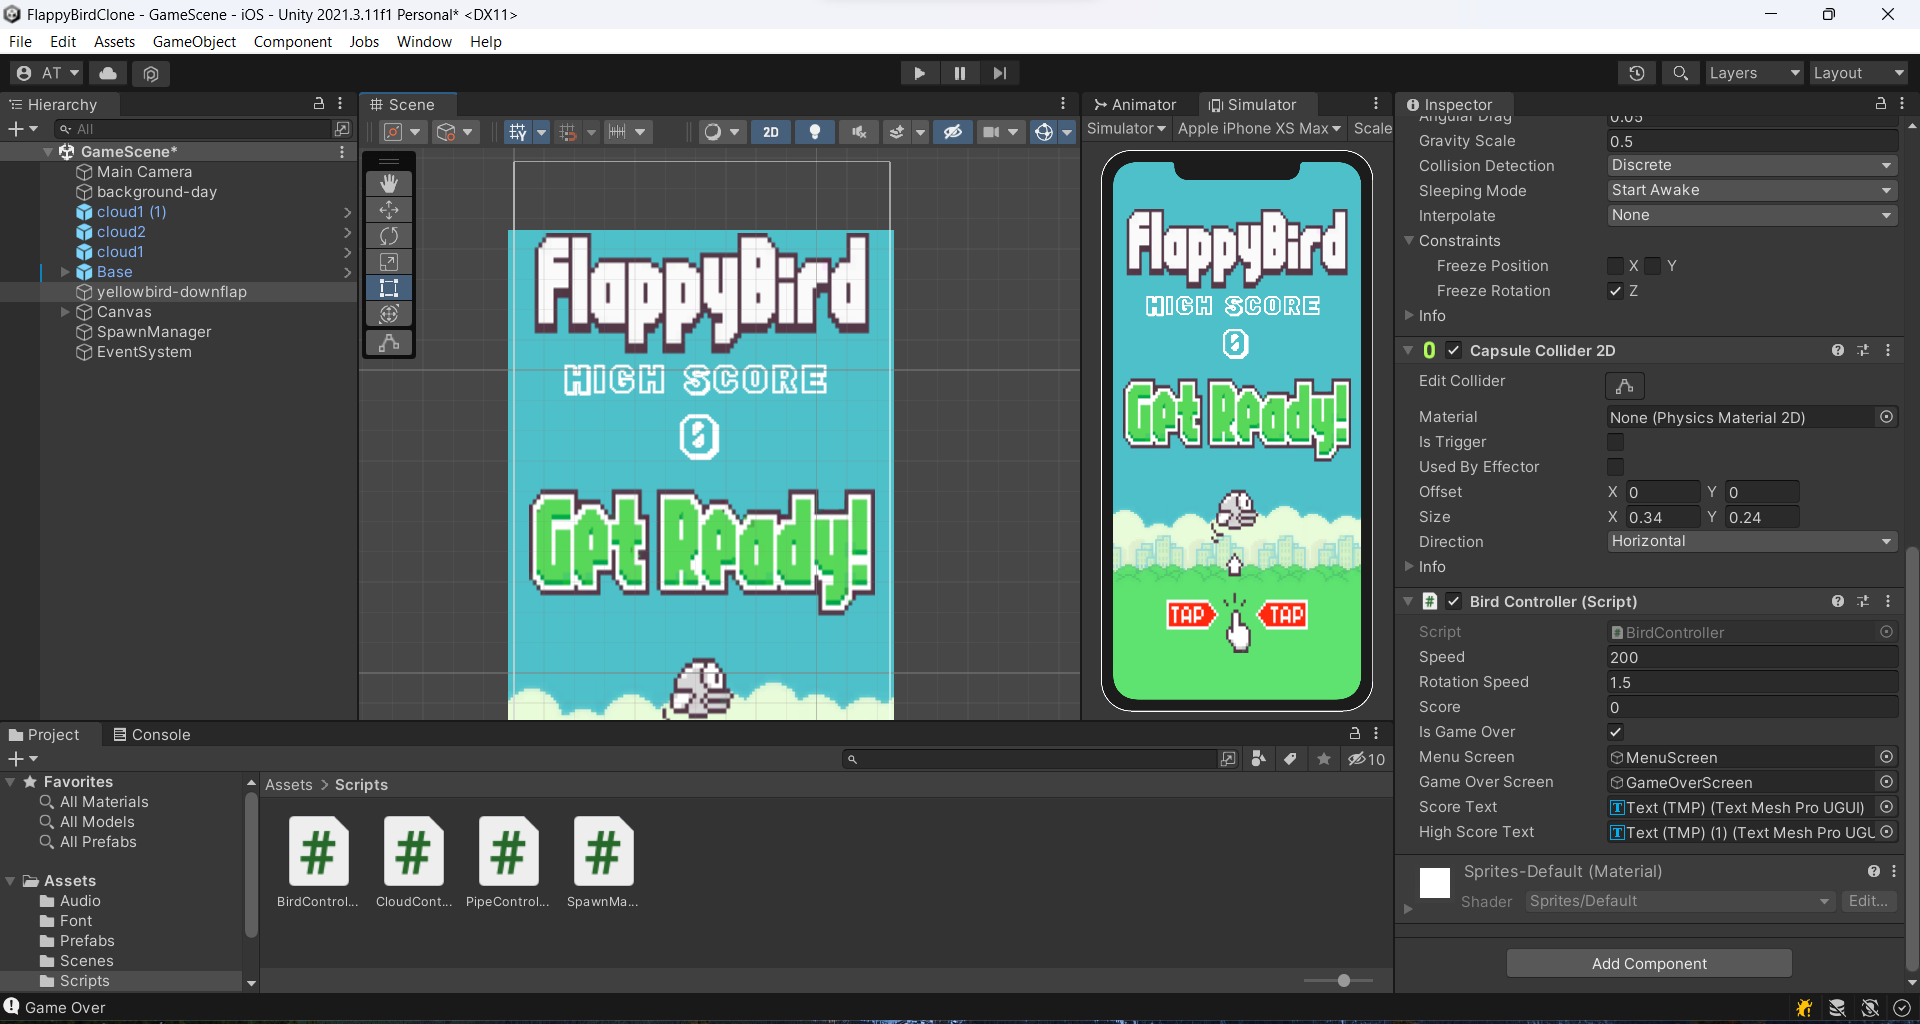 FlappyBirdClone - GameScene - iOS - Unity 2021.3.11f1 Personal* <DX11>
File Edit Assets GameObject Component Jobs Window Help
AT
Layers
Layout
Hierarchy
All
GameScene*
Main Camera
background-day
cloud1 (1)
cloud2
cloud1
Base
yellowbird-downflap
Canvas
SpawnManager
EventSystem
Scene
2D
FlappyBird
HIGH SCORE
0
Get Ready!
Animator Simulator
Simulator Apple iPhone XS Max Scale
FlappyBird
HIGH SCORE
0
Get Ready!
TAP TAP
Inspector
Angular Drag 0.05
Gravity Scale 0.5
Collision Detection Discrete
Sleeping Mode Start Awake
Interpolate None
Constraints
Freeze Position X Y
Freeze Rotation Z
Info
Capsule Collider 2D
Edit Collider
Material None (Physics Material 2D)
Is Trigger
Used By Effector
Offset X 0 Y 0
Size X 0.34 Y 0.24
Direction Horizontal
Info
Bird Controller (Script)
Script BirdController
Speed 200
Rotation Speed 1.5
Score 0
Is Game Over
Menu Screen MenuScreen
Game Over Screen GameOverScreen
Score Text Text (TMP) (Text Mesh Pro UGUI)
High Score Text Text (TMP) (1) (Text Mesh Pro UGU
Sprites-Default (Material)
Shader Sprites/Default Edit...
Add Component
Project Console
10
Favorites
All Materials
All Models
All Prefabs
Assets
Audio
Font
Prefabs
Scenes
Scripts
Assets > Scripts
BirdControl... CloudCont... PipeControl... SpawnMa...
Game Over